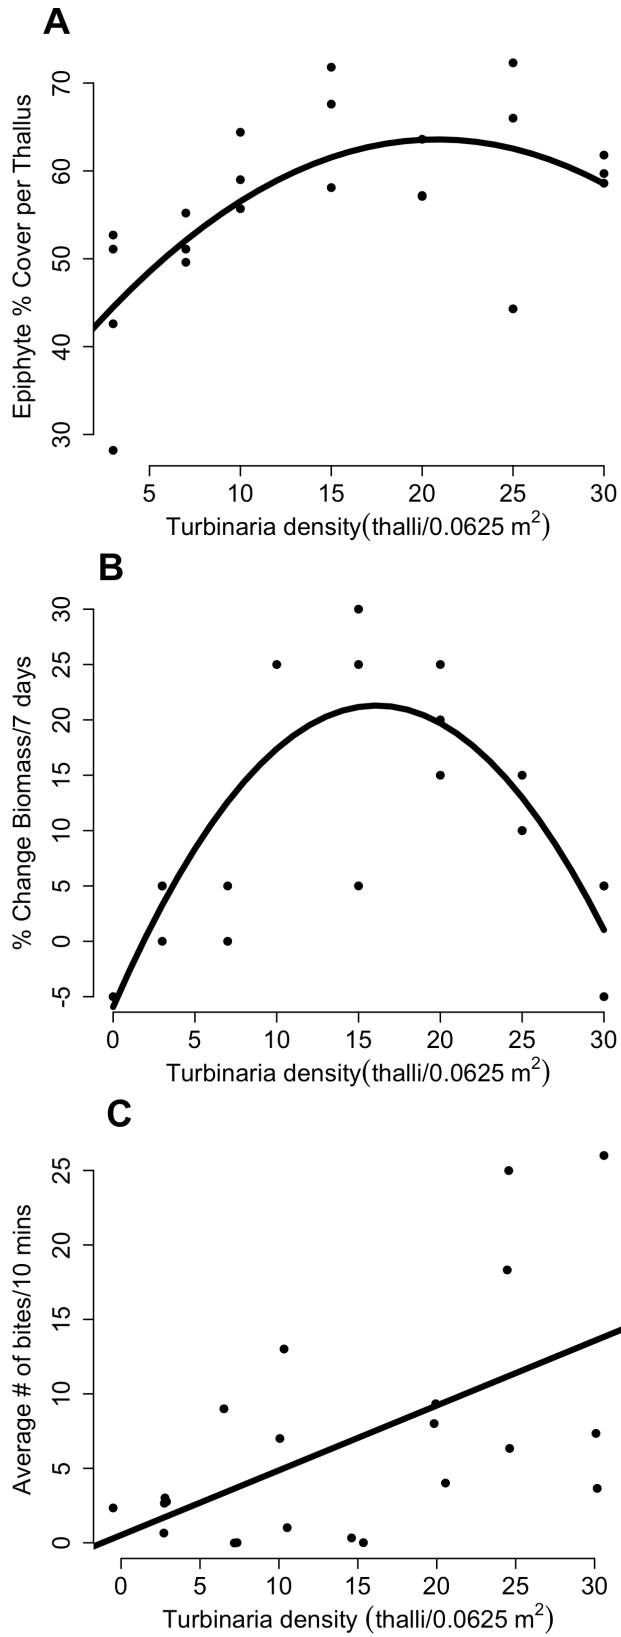 A
Epiphyte % Cover per Thallus
70
60
50
40
30
5 10 15 20 25 30
Turbinaria density(thalli/0.0625 m²)
B
% Change Biomass/7 days
30
25
20
15
10
5
0
-5
0 5 10 15 20 25 30
Turbinaria density(thalli/0.0625 m²)
C
Average # of bites/10 mins
25
20
15
10
5
0
0 5 10 15 20 25 30
Turbinaria density (thalli/0.0625 m²)